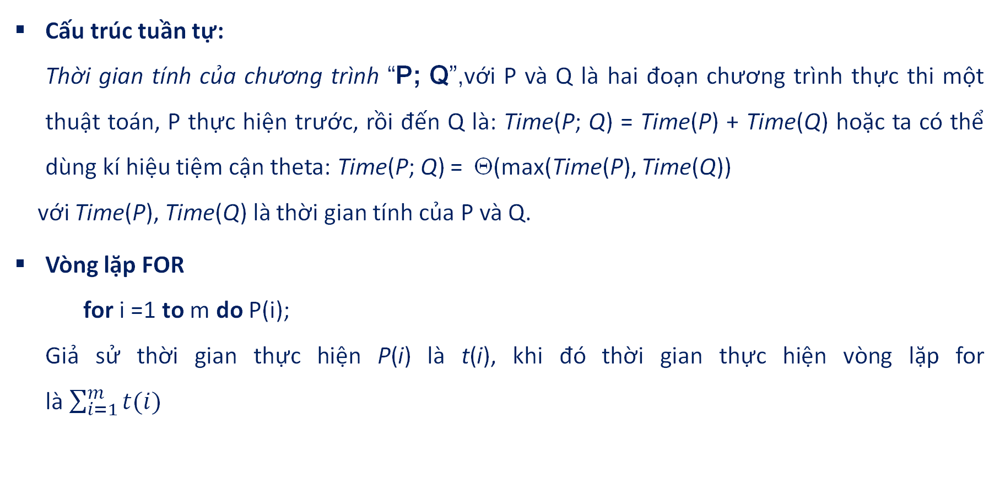 ▪ Cấu trúc tuần tự:
Thời gian tính của chương trình “P; Q”,với P và Q là hai đoạn chương trình thực thi một
thuật toán, P thực hiện trước, rồi đến Q là: Time(P; Q) = Time(P) + Time(Q) hoặc ta có thể
dùng kí hiệu tiệm cận theta: Time(P; Q) = Θ(max(Time(P), Time(Q))
với Time(P), Time(Q) là thời gian tính của P và Q.
▪ Vòng lặp FOR
for i =1 to m do P(i);
Giả sử thời gian thực hiện P(i) là t(i), khi đó thời gian thực hiện vòng lặp for
là ∑_{i=1}^{m} t(i)